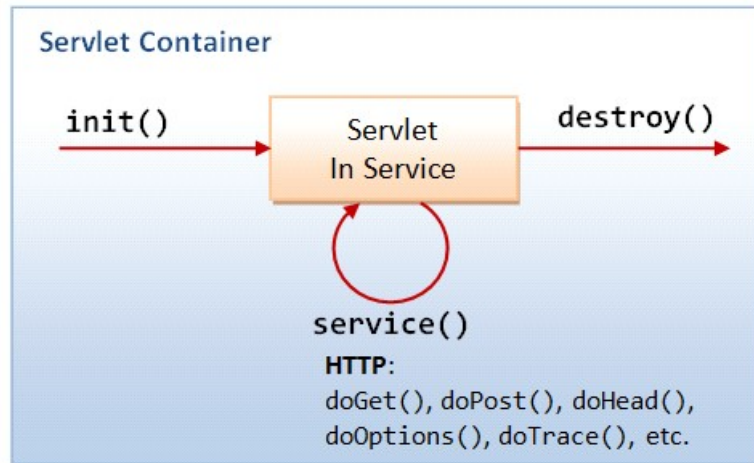 Servlet Container
init()
Servlet
In Service
destroy()
service()
HTTP:
doGet(), doPost(), doHead(),
doOptions(), doTrace(), etc.